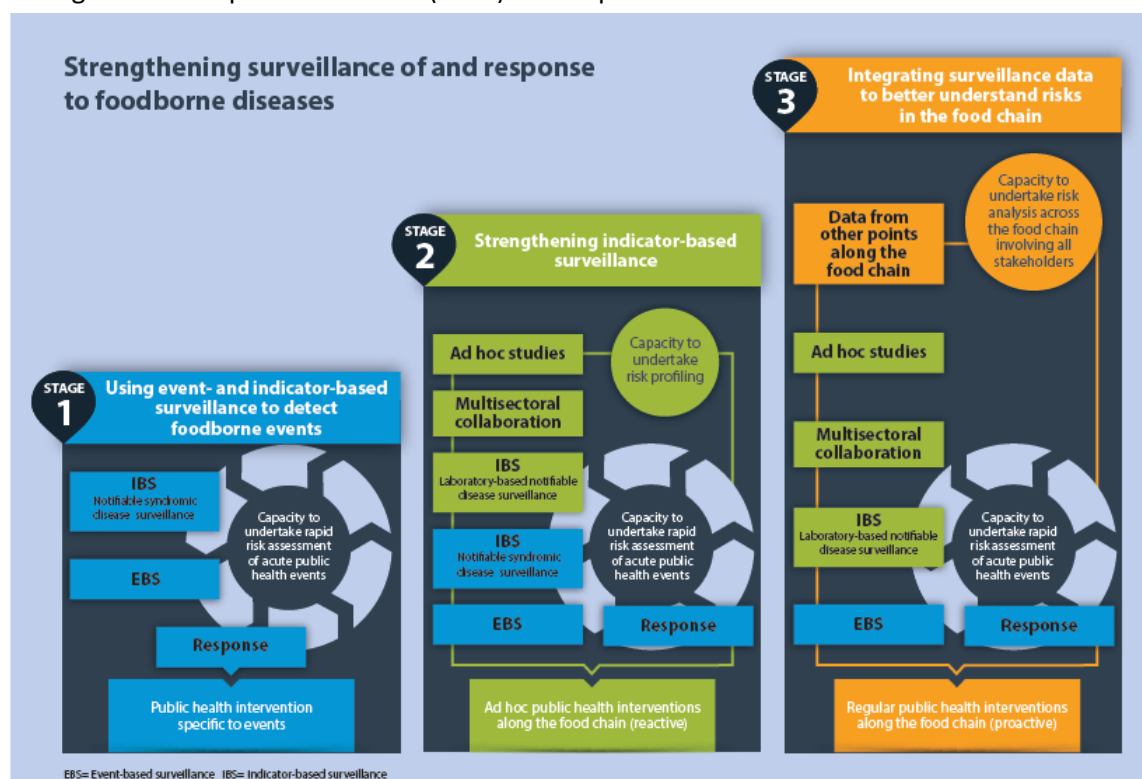 Strengthening surveillance of and response
to foodborne diseases
STAGE
1
Using event- and indicator-based
surveillance to detect
foodborne events
IBS
Notifiable syndromic
disease surveillance
EBS
Capacity to
undertake rapid
risk assessment
of acute public
health events
Response
Public health intervention
specific to events
STAGE
2
Strengthening indicator-based
surveillance
Ad hoc studies
Capacity to
undertake
risk profiling
Multisectoral
collaboration
IBS
Laboratory-based notifiable
disease surveillance
IBS
Notifiable syndromic
disease surveillance
EBS
Capacity to
undertake rapid
risk assessment
of acute public
health events
Response
Ad hoc public health interventions
along the food chain (reactive)
STAGE
3
Integrating surveillance data
to better understand risks
in the food chain
Data from
other points
along the
food chain
Capacity to
undertake risk
analysis across
the food chain
involving all
stakeholders
Ad hoc studies
Multisectoral
collaboration
IBS
Laboratory-based notifiable
disease surveillance
EBS
Capacity to
undertake rapid
risk assessment
of acute public
health events
Response
Regular public health interventions
along the food chain (proactive)
EBS= Event-based surveillance IBS= Indicator-based surveillance